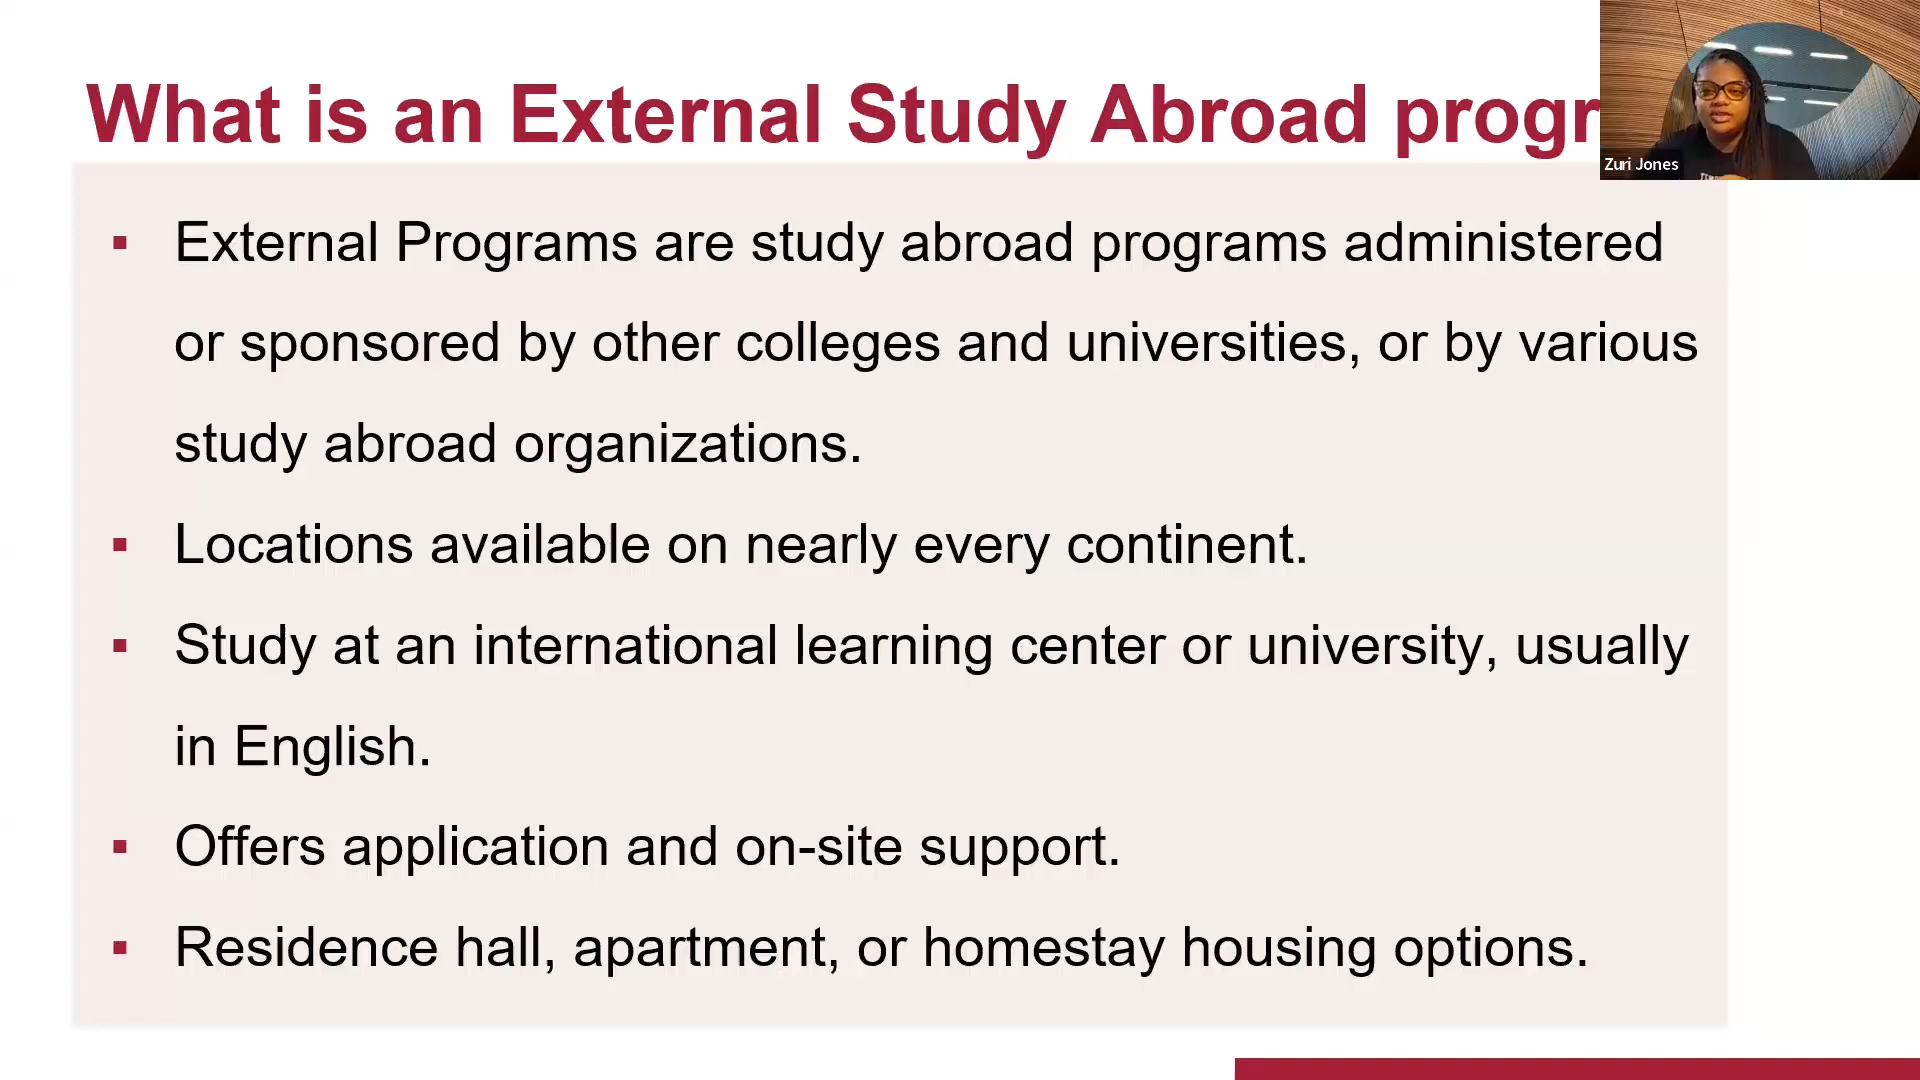 What is an External Study Abroad progr
Zuri Jones
▪ External Programs are study abroad programs administered
or sponsored by other colleges and universities, or by various
study abroad organizations.
▪ Locations available on nearly every continent.
▪ Study at an international learning center or university, usually
in English.
▪ Offers application and on-site support.
▪ Residence hall, apartment, or homestay housing options.